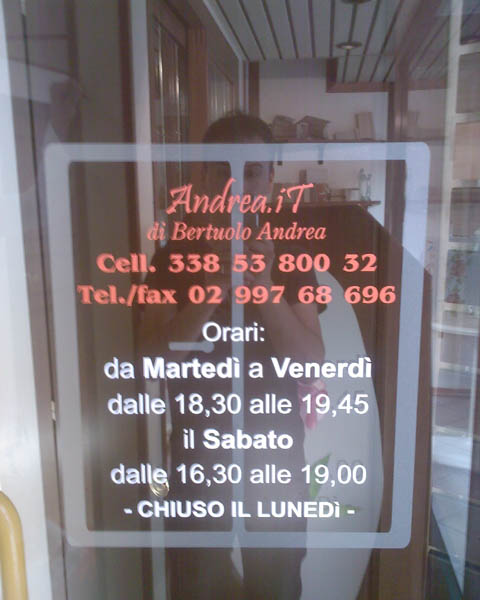 Andrea.iT
di Bertuolo Andrea
Cell. 338 53 800 32
Tel./fax 02 997 68 696
Orari:
da Martedì a Venerdì
dalle 18,30 alle 19,45
il Sabato
dalle 16,30 alle 19,00
- CHIUSO IL LUNEDì -